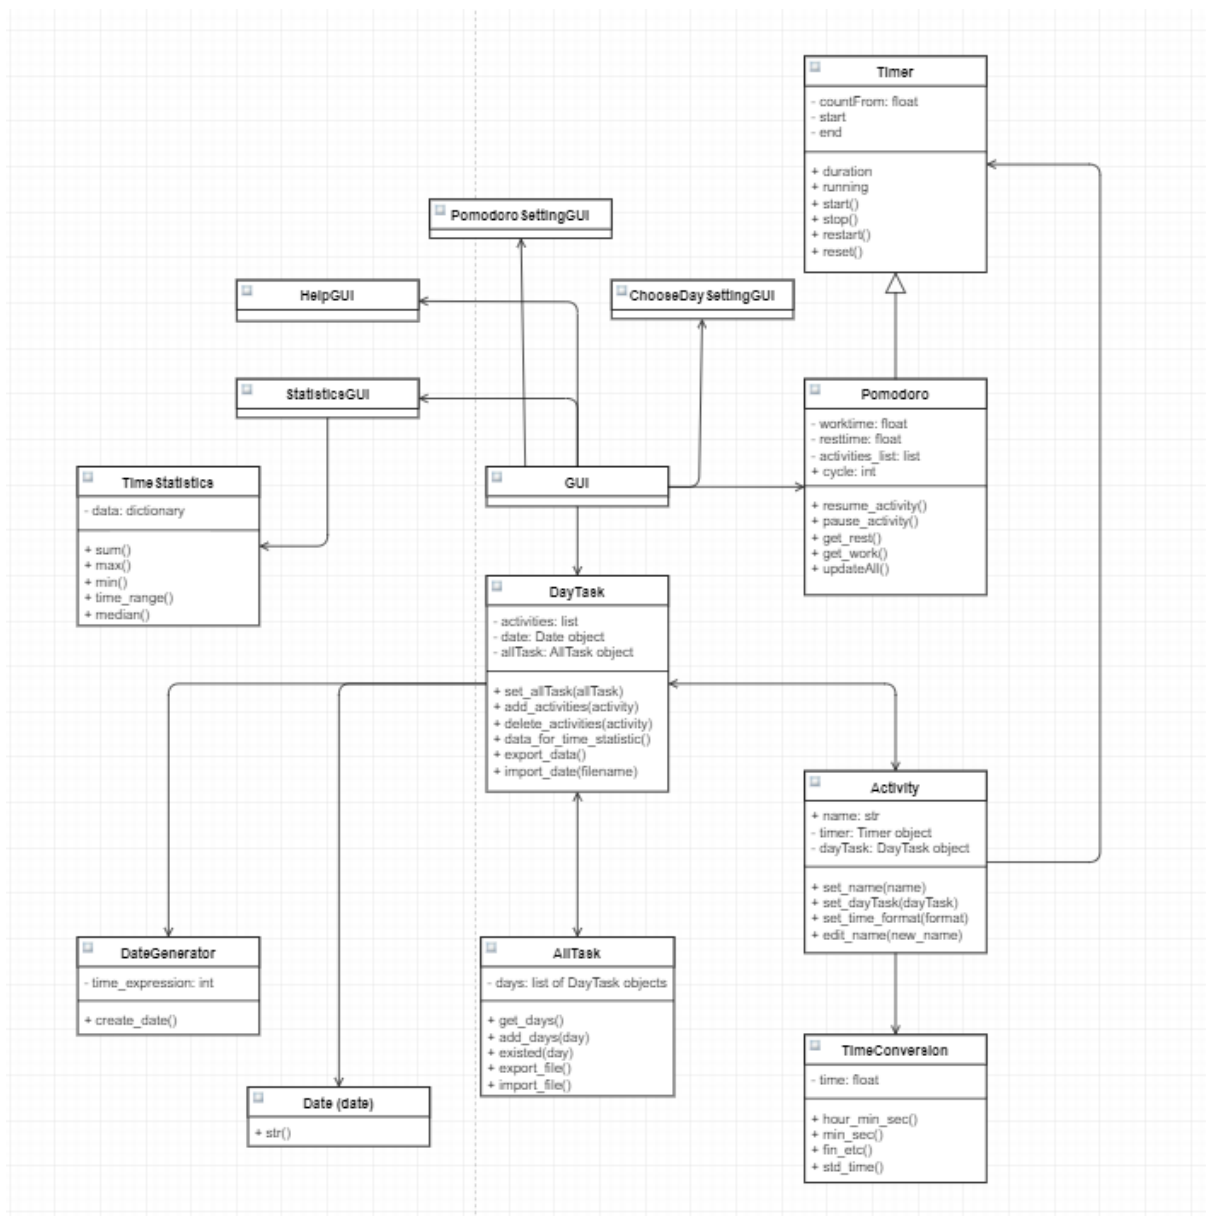 Timer
- countFrom: float
- start
- end
+ duration
+ running
+ start()
+ stop()
+ restart()
+ reset()
PomodoroSettingGUI
HelpGUI
ChooseDaySettingGUI
StatisticsGUI
Pomodoro
- worktime: float
- resttime: float
- activities_list: list
+ cycle: int
+ resume_activity()
+ pause_activity()
+ get_rest()
+ get_work()
+ updateAll()
TimeStatistics
- data: dictionary
+ sum()
+ max()
+ min()
+ time_range()
+ median()
GUI
DayTask
- activities: list
- date: Date object
- allTask: AllTask object
+ set_allTask(allTask)
+ add_activities(activity)
+ delete_activities(activity)
+ data_for_time_statistic()
+ export_data()
+ import_date(filename)
Activity
+ name: str
- timer: Timer object
- dayTask: DayTask object
+ set_name(name)
+ set_dayTask(dayTask)
+ set_time_format(format)
+ edit_name(new_name)
DateGenerator
- time_expression: int
+ create_date()
AllTask
- days: list of DayTask objects
+ get_days()
+ add_days(day)
+ existed(day)
+ export_file()
+ import_file()
Date (date)
+ str()
TimeConversion
- time: float
+ hour_min_sec()
+ min_sec()
+ fin_etc()
+ std_time()